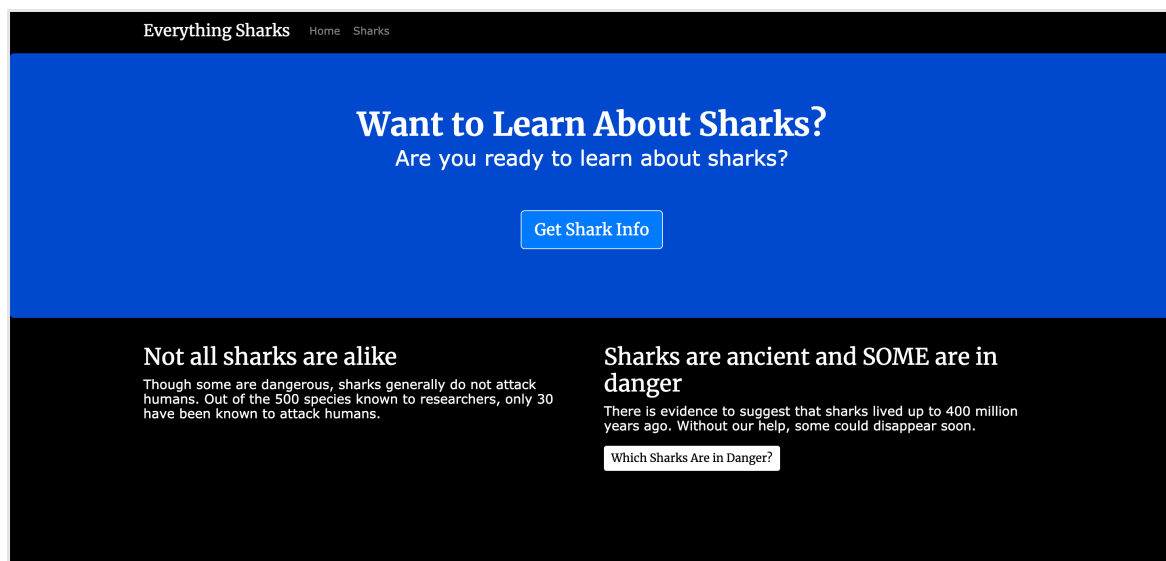 Everything Sharks Home Sharks
Want to Learn About Sharks?
Are you ready to learn about sharks?
Get Shark Info
Not all sharks are alike
Though some are dangerous, sharks generally do not attack
humans. Out of the 500 species known to researchers, only 30
have been known to attack humans.
Sharks are ancient and SOME are in
danger
There is evidence to suggest that sharks lived up to 400 million
years ago. Without our help, some could disappear soon.
Which Sharks Are in Danger?